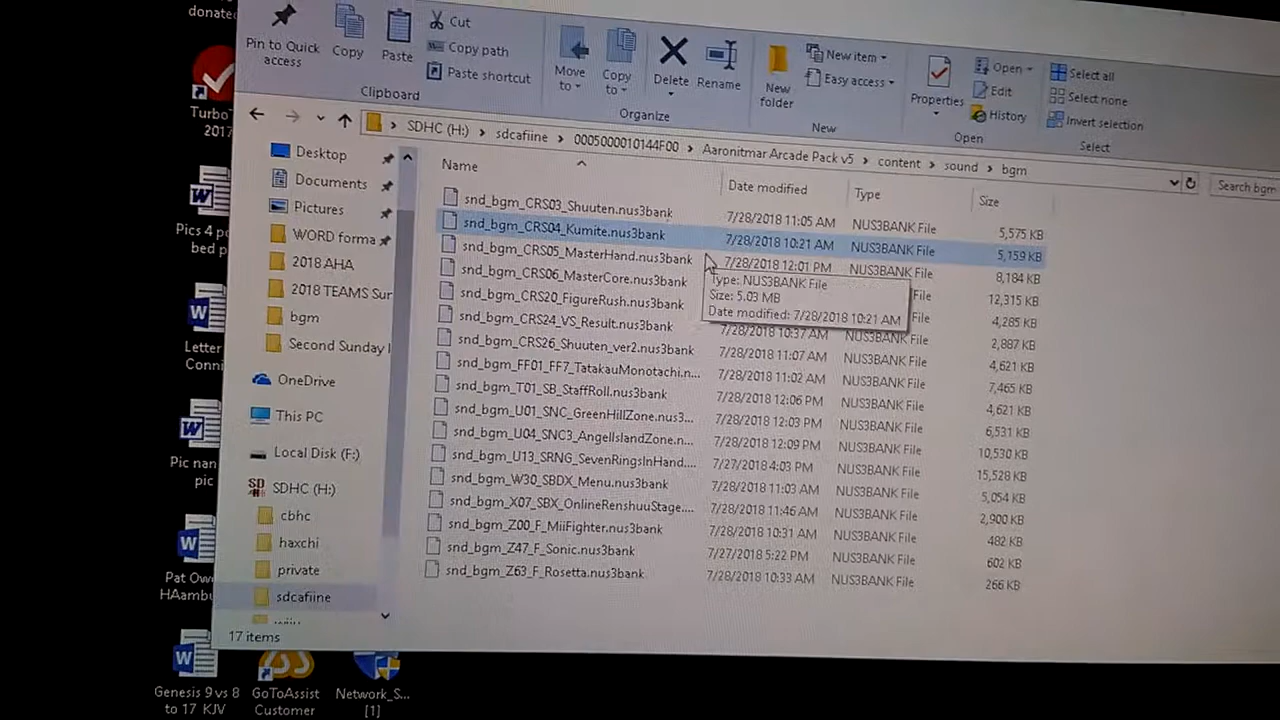 donate
Pin to Quick
access
Copy
Paste
Cut
Copy path
Paste shortcut
Clipboard
Move
to
Copy
to
Delete
Rename
Organize
New
folder
New item
Easy access
New
Properties
Open
Edit
History
Open
Select all
Select none
Invert selection
Select
SDHC (H:) > sdcafiine > 0005000010144F00 > Aaronitmar Arcade Pack v5 > content > sound > bgm
Search bgm
Turbo
2017
Pics 4 p
bed p
Letter
Conni
Pic nan
pic
Pat Ow
HAambu
Genesis 9 vs 8
to 17 KJV
GoToAssist
Customer
Network_S...
[1]
Desktop
Documents
Pictures
WORD forma
2018 AHA
2018 TEAMS Sur
bgm
Second Sunday
OneDrive
This PC
Local Disk (F:)
SDHC (H:)
cbhc
haxchi
private
sdcafiine
17 items
Name Date modified Type Size
snd_bgm_CRS03_Shuuten.nus3bank 7/28/2018 11:05 AM NUS3BANK File 5,575 KB
snd_bgm_CRS04_Kumite.nus3bank 7/28/2018 10:21 AM NUS3BANK File 5,159 KB
snd_bgm_CRS05_MasterHand.nus3bank 7/28/2018 12:01 PM NUS3BANK File 8,184 KB
snd_bgm_CRS06_MasterCore.nus3bank File 12,315 KB
snd_bgm_CRS20_FigureRush.nus3bank File 4,285 KB
snd_bgm_CRS24_VS_Result.nus3bank 7/28/2018 10:37 AM NUS3BANK File 2,887 KB
snd_bgm_CRS26_Shuuten_ver2.nus3bank 7/28/2018 11:07 AM NUS3BANK File 4,621 KB
snd_bgm_FF01_FF7_TatakauMonotachi.n... 7/28/2018 11:02 AM NUS3BANK File 7,465 KB
snd_bgm_T01_SB_StaffRoll.nus3bank 7/28/2018 12:06 PM NUS3BANK File 4,621 KB
snd_bgm_U01_SNC_GreenHillZone.nus3... 7/28/2018 12:03 PM NUS3BANK File 6,531 KB
snd_bgm_U04_SNC3_AngelIslandZone.n... 7/28/2018 12:09 PM NUS3BANK File 10,530 KB
snd_bgm_U13_SRNG_SevenRingsInHand.... 7/27/2018 4:03 PM NUS3BANK File 15,528 KB
snd_bgm_W30_SBDX_Menu.nus3bank 7/28/2018 11:03 AM NUS3BANK File 5,054 KB
snd_bgm_X07_SBX_OnlineRenshuuStage.... 7/28/2018 11:46 AM NUS3BANK File 2,900 KB
snd_bgm_Z00_F_MiiFighter.nus3bank 7/28/2018 10:31 AM NUS3BANK File 482 KB
snd_bgm_Z47_F_Sonic.nus3bank 7/27/2018 5:22 PM NUS3BANK File 602 KB
snd_bgm_Z63_F_Rosetta.nus3bank 7/28/2018 10:33 AM NUS3BANK File 266 KB
Type: NUS3BANK File
Size: 5.03 MB
Date modified: 7/28/2018 10:21 AM